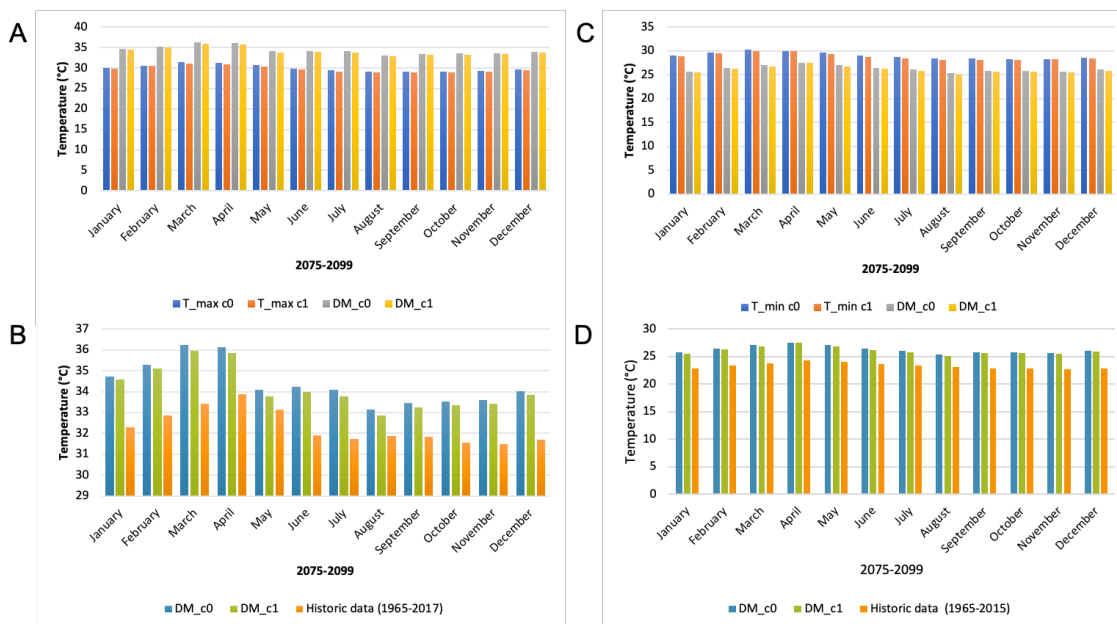 A
Temperature (°C)
40
35
30
25
20
15
10
5
0
January February March April May June July August September October November December
2075-2099
T_max c0 T_max c1 DM_c0 DM_c1
B
Temperature (°C)
37
36
35
34
33
32
31
30
29
January February March April May June July August September October November December
2075-2099
DM_c0 DM_c1 Historic data (1965-2017)
C
Temperature (°C)
35
30
25
20
15
10
5
0
January February March April May June July August September October November December
2075-2099
T_min c0 T_min c1 DM_c0 DM_c1
D
Temperature (°C)
30
25
20
15
10
5
0
January February March April May June July August September October November December
2075-2099
DM_c0 DM_c1 Historic data (1965-2015)